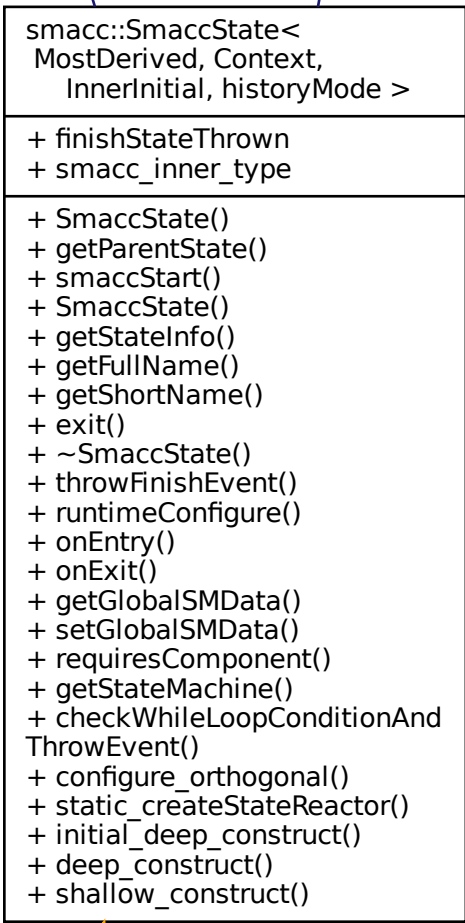 smacc::SmaccState<
MostDerived, Context,
InnerInitial, historyMode >
+ finishStateThrown
+ smacc_inner_type
+ SmaccState()
+ getParentState()
+ smaccStart()
+ SmaccState()
+ getStateInfo()
+ getFullName()
+ getShortName()
+ exit()
+ ~SmaccState()
+ throwFinishEvent()
+ runtimeConfigure()
+ onEntry()
+ onExit()
+ getGlobalSMData()
+ setGlobalSMData()
+ requiresComponent()
+ getStateMachine()
+ checkWhileLoopConditionAnd
ThrowEvent()
+ configure_orthogonal()
+ static_createStateReactor()
+ initial_deep_construct()
+ deep_construct()
+ shallow_construct()